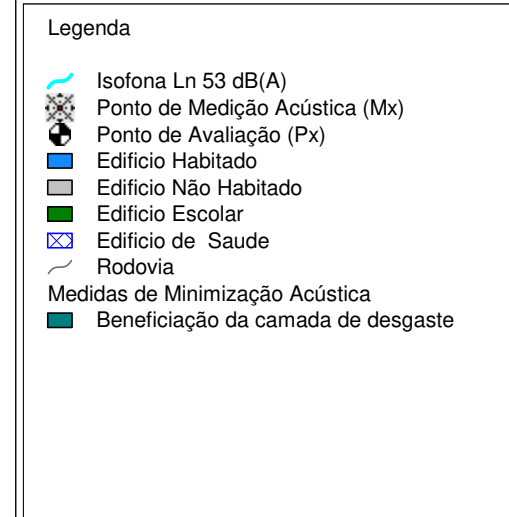 Legenda
Isofona Ln 53 dB(A)
Ponto de Medição Acústica (Mx)
Ponto de Avaliação (Px)
Edificio Habitado
Edificio Não Habitado
Edificio Escolar
Edificio de Saude
Rodovia
Medidas de Minimização Acústica
Beneficiação da camada de desgaste